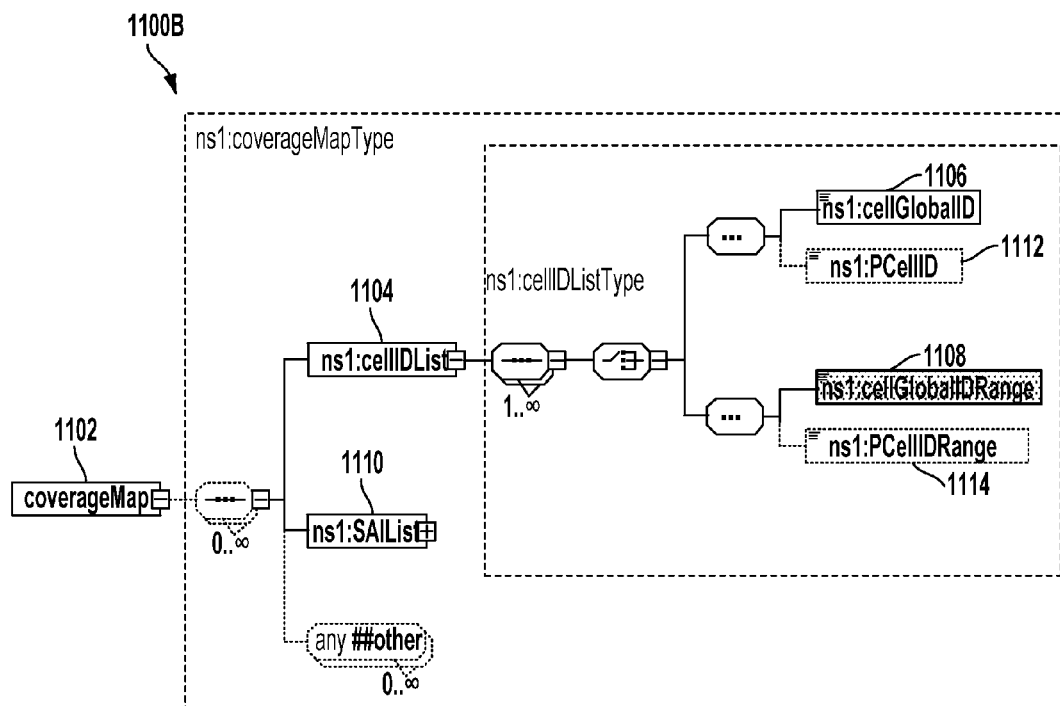 1100B
ns1:coverageMapType
1106
ns1:cellGlobalID
1112
ns1:PCellID
ns1:cellIDListType
1104
ns1:cellIDList
1..∞
1108
ns1:cellGlobalIDRange
ns1:PCellIDRange
1114
1102
coverageMap
0..∞
1110
ns1:SAIList
any ##other
0..∞